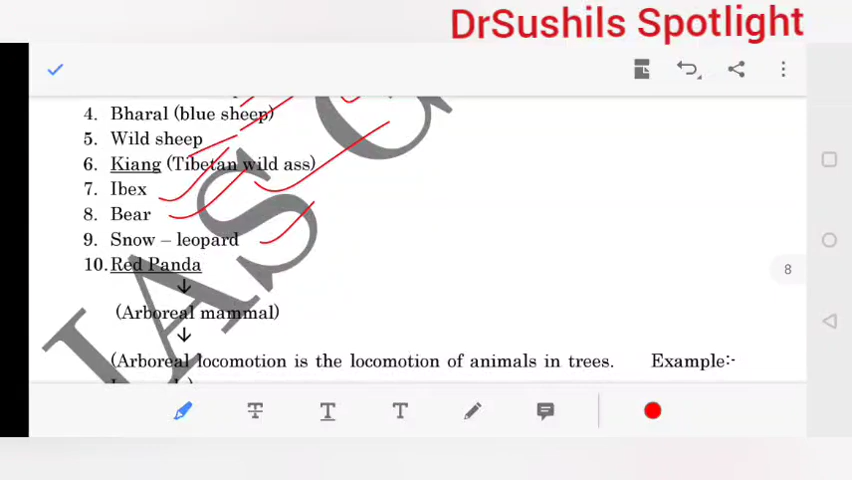 DrSushils Spotlight
4. Bharal (blue sheep)
5. Wild sheep
6. Kiang (Tibetan wild ass)
7. Ibex
8. Bear
9. Snow – leopard
10. Red Panda
↓
(Arboreal mammal)
↓
(Arboreal locomotion is the locomotion of animals in trees. Example:-
8
IAS G